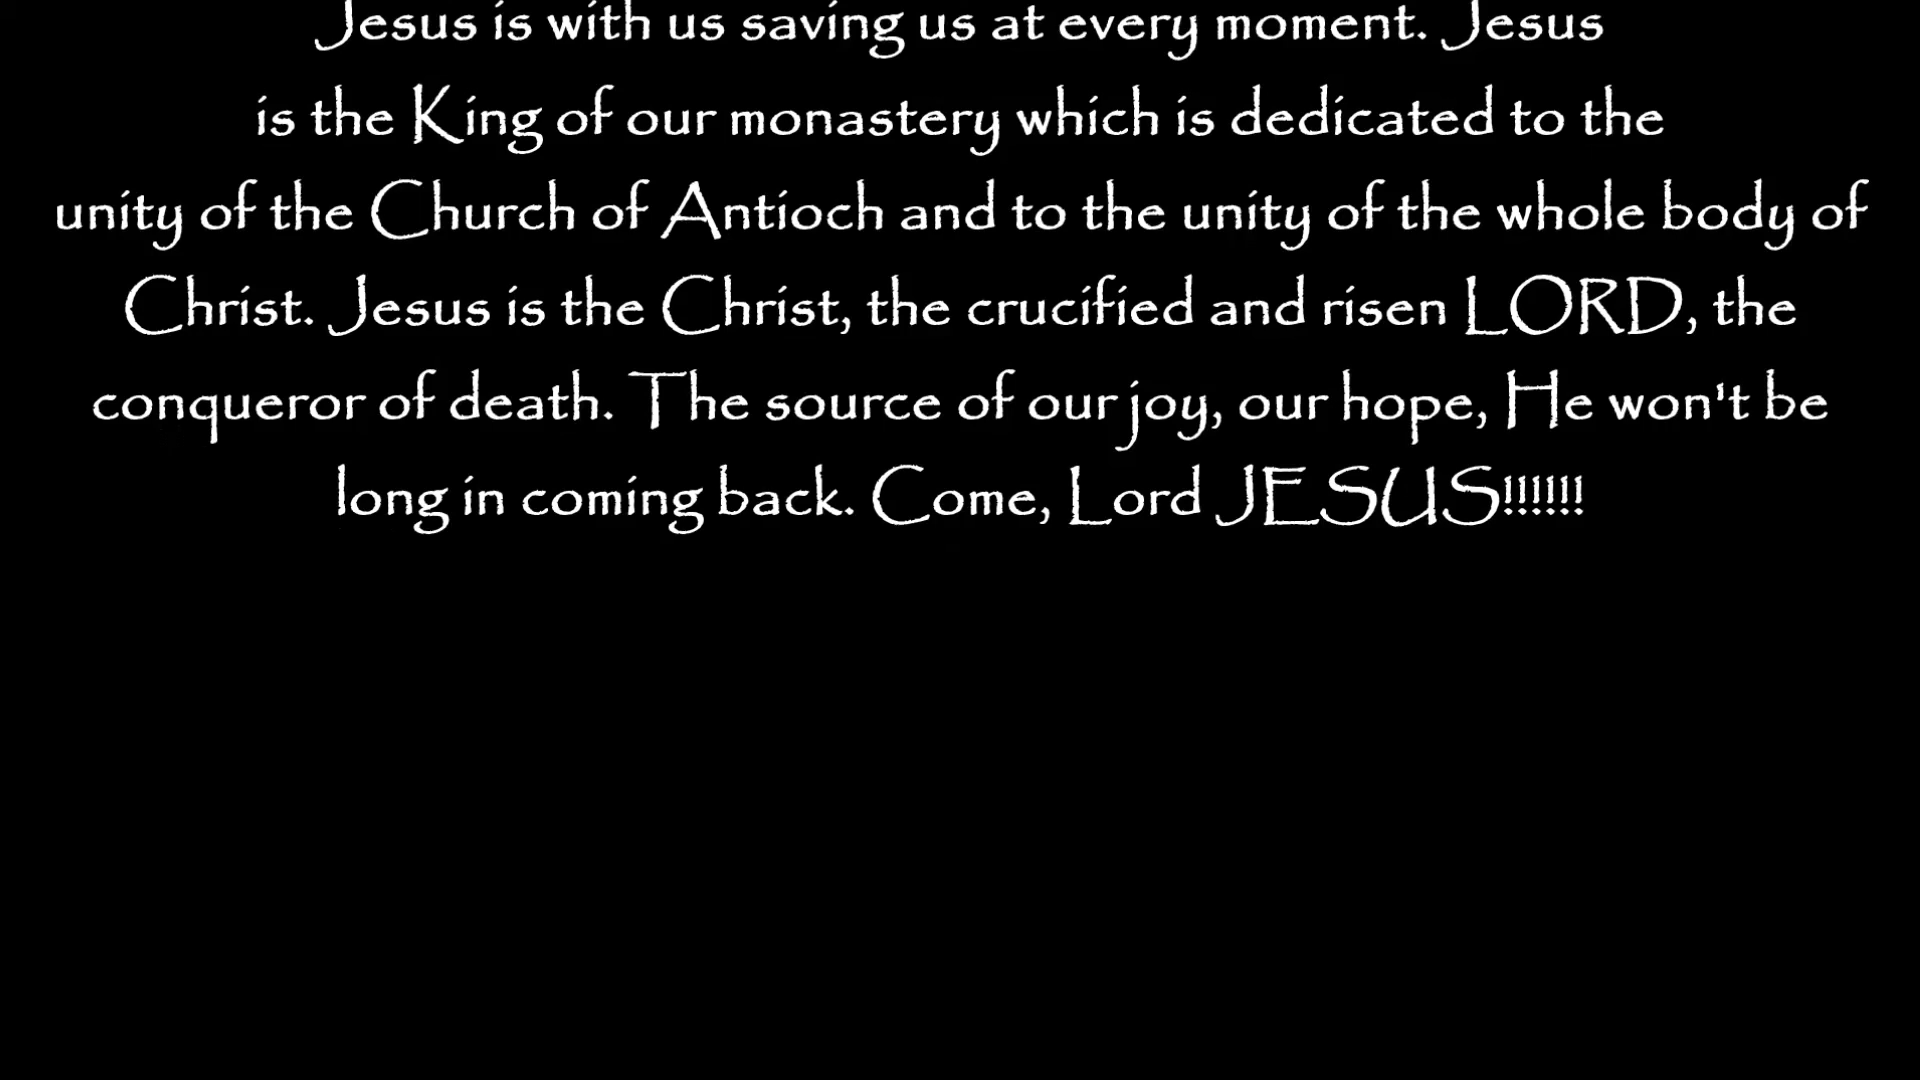 Jesus is with us saving us at every moment. Jesus
is the King of our monastery which is dedicated to the
unity of the Church of Antioch and to the unity of the whole body of
Christ. Jesus is the Christ, the crucified and risen LORD, the
conqueror of death. The source of our joy, our hope, He won't be
long in coming back. Come, Lord JESUS!!!!!!